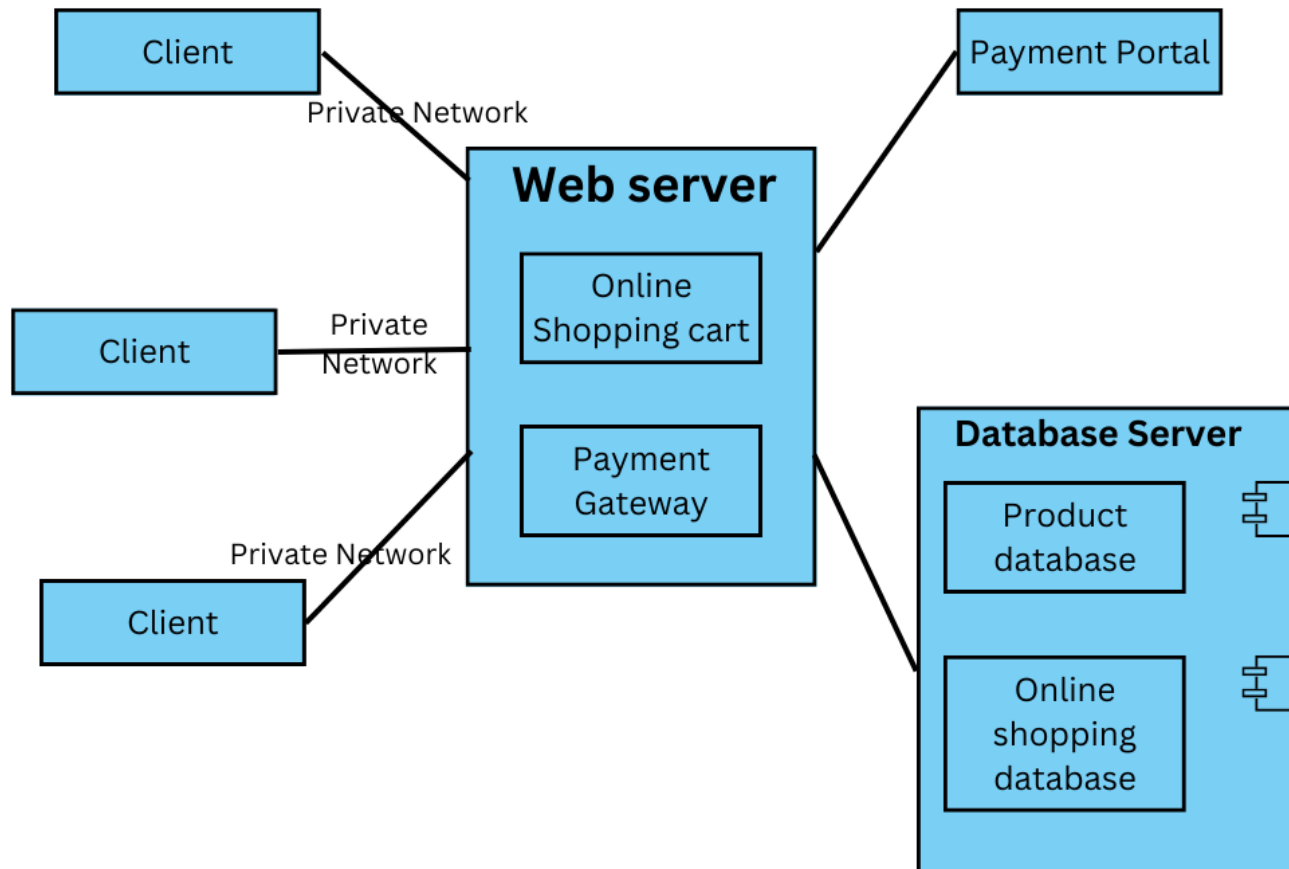 Client
Payment Portal
Private Network
Web server
Online
Shopping cart
Client
Private
Network
Payment
Gateway
Database Server
Product
database
Private Network
Client
Online
shopping
database